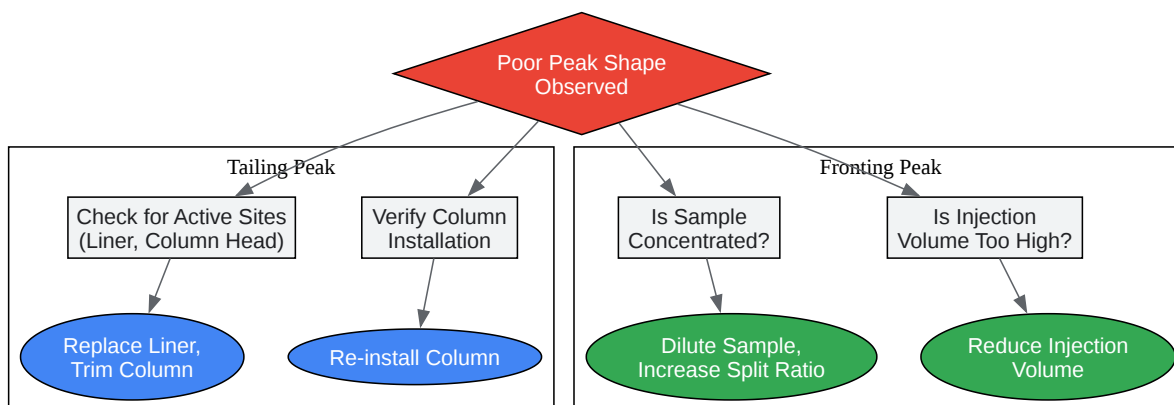 Poor Peak Shape
Observed
Tailing Peak
Fronting Peak
Check for Active Sites
(Liner, Column Head)
Verify Column
Installation
Is Sample
Concentrated?
Is Injection
Volume Too High?
Replace Liner,
Trim Column
Re-install Column
Dilute Sample,
Increase Split Ratio
Reduce Injection
Volume